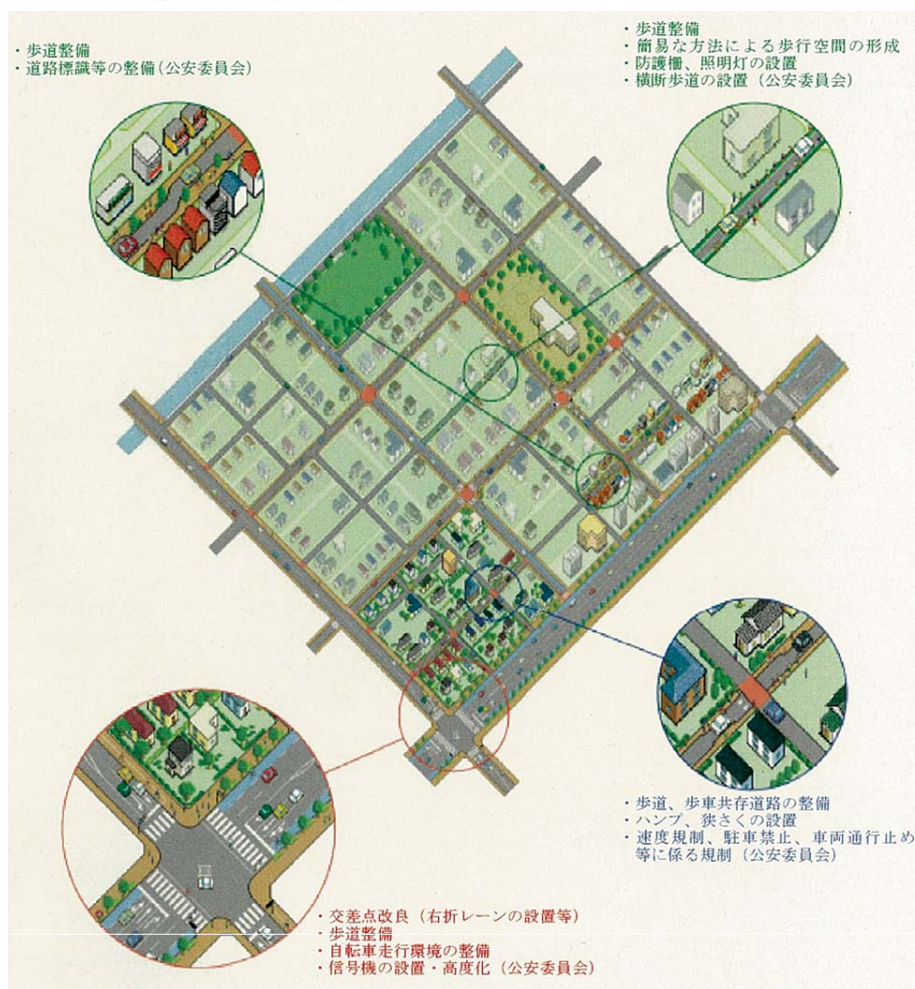 ・歩道整備
・道路標識等の整備(公安委員会)
・歩道整備
・簡易な方法による歩行空間の形成
・防護柵、照明灯の設置
・横断歩道の設置（公安委員会）
・歩道、歩車共存道路の整備
・ハンプ、狭さくの設置
・速度規制、駐車禁止、車両通行止め
等に係る規制（公安委員会）
・交差点改良（右折レーンの設置等）
・歩道整備
・自転車走行環境の整備
・信号機の設置・高度化（公安委員会）